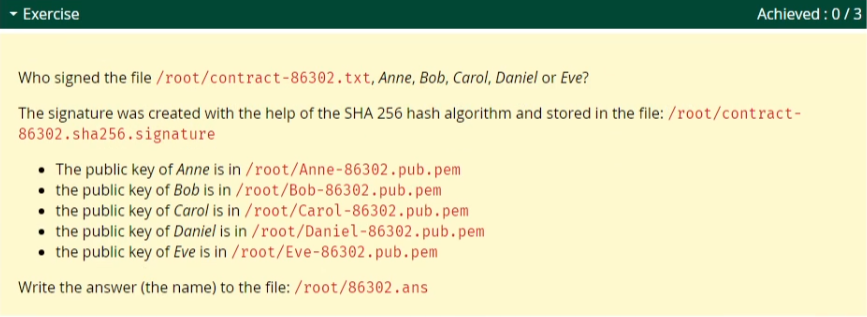 Exercise
Achieved : 0 / 3
Who signed the file /root/contract-86302.txt, Anne, Bob, Carol, Daniel or Eve?
The signature was created with the help of the SHA 256 hash algorithm and stored in the file: /root/contract-
86302.sha256.signature
• The public key of Anne is in /root/Anne-86302.pub.pem
• the public key of Bob is in /root/Bob-86302.pub.pem
• the public key of Carol is in /root/Carol-86302.pub.pem
• the public key of Daniel is in /root/Daniel-86302.pub.pem
• the public key of Eve is in /root/Eve-86302.pub.pem
Write the answer (the name) to the file: /root/86302.ans